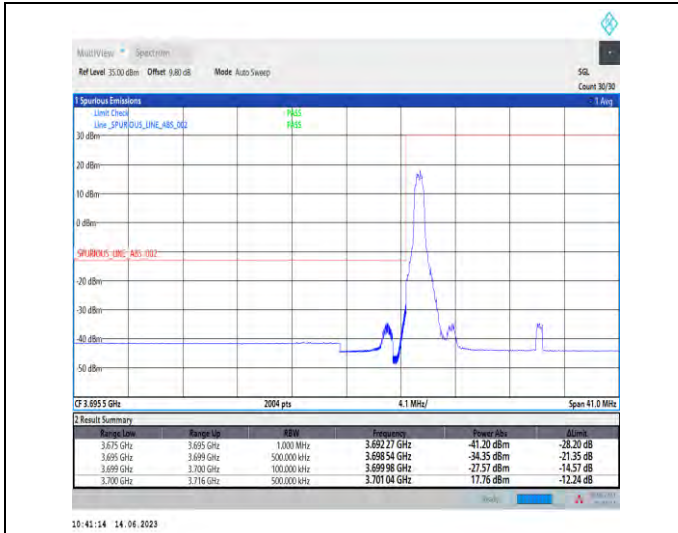 MultiView Spectrum
Ref Level 35.00 dBm Offset 9.80 dB Mode Auto Sweep SGL
Count 30/30
1 Spurious Emissions 1 Avg
Limit Check PASS
Line _SPURIOUS_LINE_ABS_002 PASS
30 dBm
20 dBm
10 dBm
0 dBm
_SPURIOUS_LINE_ABS_002
-20 dBm
-30 dBm
-40 dBm
-50 dBm
CF 3.6955 GHz 2004 pts 4.1 MHz/ Span 41.0 MHz
2 Result Summary
Range Low Range Up RBW Frequency Power Abs ΔLimit
3.675 GHz 3.695 GHz 1.000 MHz 3.692 27 GHz -41.20 dBm -28.20 dB
3.695 GHz 3.699 GHz 500.000 kHz 3.698 54 GHz -34.35 dBm -21.35 dB
3.699 GHz 3.700 GHz 100.000 kHz 3.699 98 GHz -27.57 dBm -14.57 dB
3.700 GHz 3.716 GHz 500.000 kHz 3.701 04 GHz 17.76 dBm -12.24 dB
10:41:14 14.06.2023